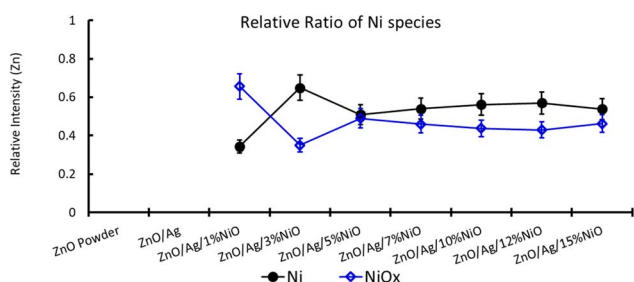 Relative Ratio of Ni species
Relative Intensity (Zn)
1
0.8
0.6
0.4
0.2
0
ZnO Powder
ZnO/Ag
ZnO/Ag/1%NiO
ZnO/Ag/3%NiO
ZnO/Ag/5%NiO
ZnO/Ag/7%NiO
ZnO/Ag/10%NiO
ZnO/Ag/12%NiO
ZnO/Ag/15%NiO
Ni NiOx